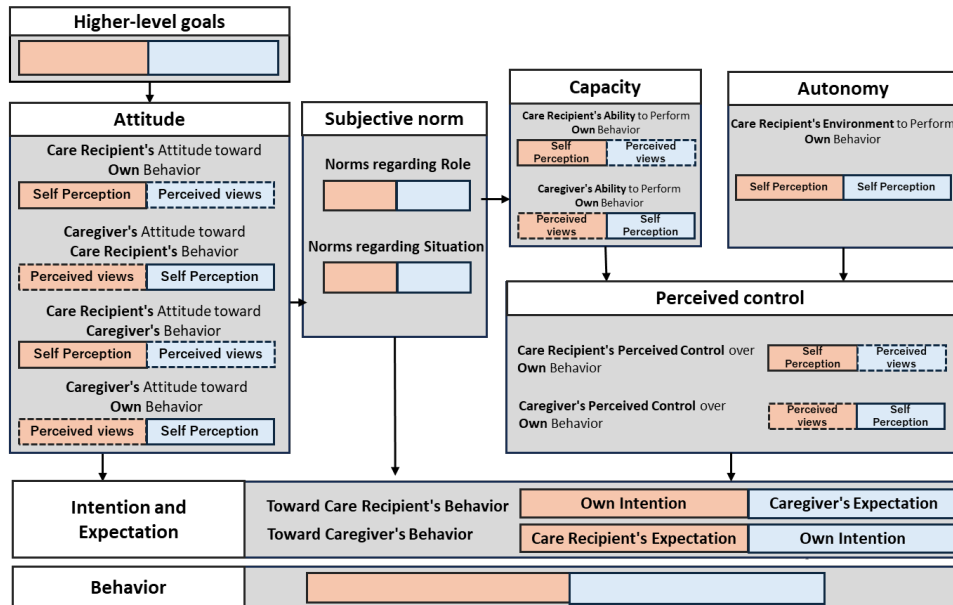 Higher-level goals
Attitude
Care Recipient's Attitude toward
Own Behavior
Self Perception
Perceived views
Caregiver's Attitude toward
Care Recipient's Behavior
Perceived views
Self Perception
Care Recipient's Attitude toward
Caregiver's Behavior
Self Perception
Perceived views
Caregiver's Attitude toward
Own Behavior
Perceived views
Self Perception
Subjective norm
Norms regarding Role
Norms regarding Situation
Capacity
Care Recipient's Ability to Perform
Own Behavior
Self
Perception
Perceived
views
Caregiver's Ability to Perform
Own Behavior
Perceived
views
Self
Perception
Autonomy
Care Recipient's Environment to Perform
Own Behavior
Self Perception
Self Perception
Perceived control
Care Recipient's Perceived Control over
Own Behavior
Self
Perception
Perceived
views
Caregiver's Perceived Control over
Own Behavior
Perceived
views
Self
Perception
Intention and
Expectation
Toward Care Recipient's Behavior
Own Intention
Caregiver's Expectation
Toward Caregiver's Behavior
Care Recipient's Expectation
Own Intention
Behavior